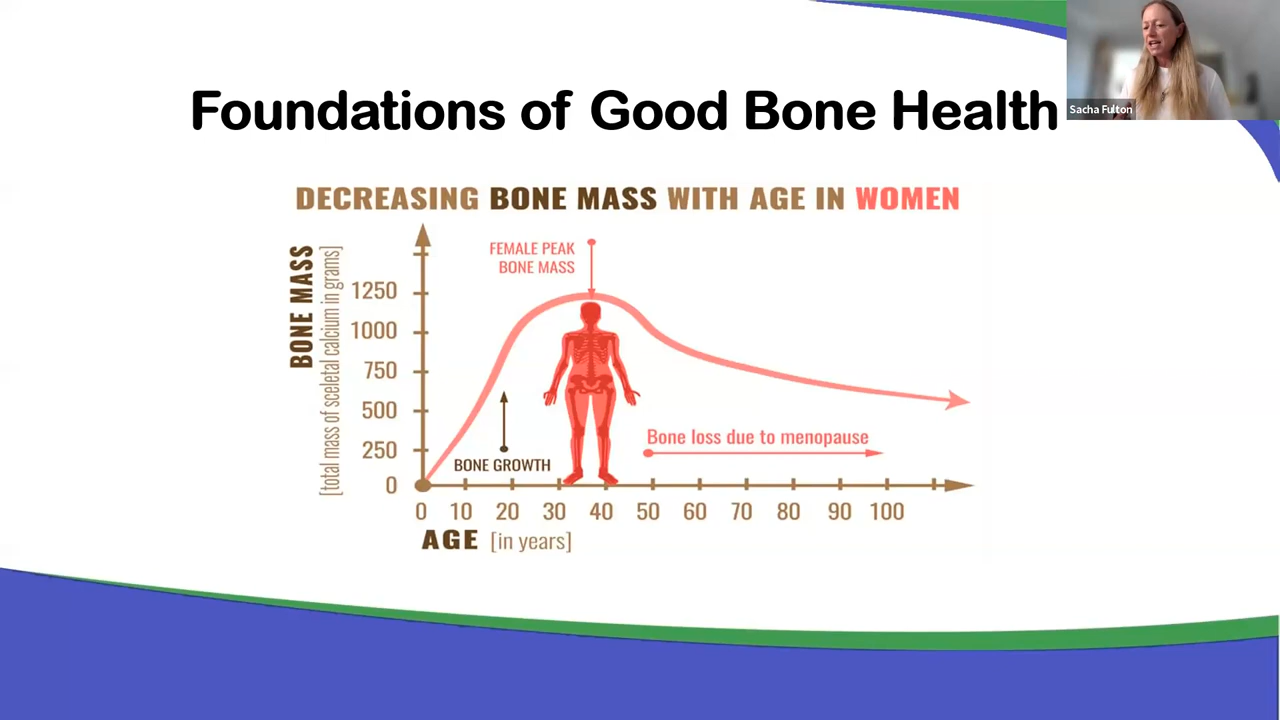 Sacha Fulton
Foundations of Good Bone Health
DECREASING BONE MASS WITH AGE IN WOMEN
BONE MASS
[total mass of sceletal calcium in grams]
FEMALE PEAK
BONE MASS
1250
1000
750
500
250
0
Bone loss due to menopause
BONE GROWTH
0 10 20 30 40 50 60 70 80 90 100
AGE [in years]